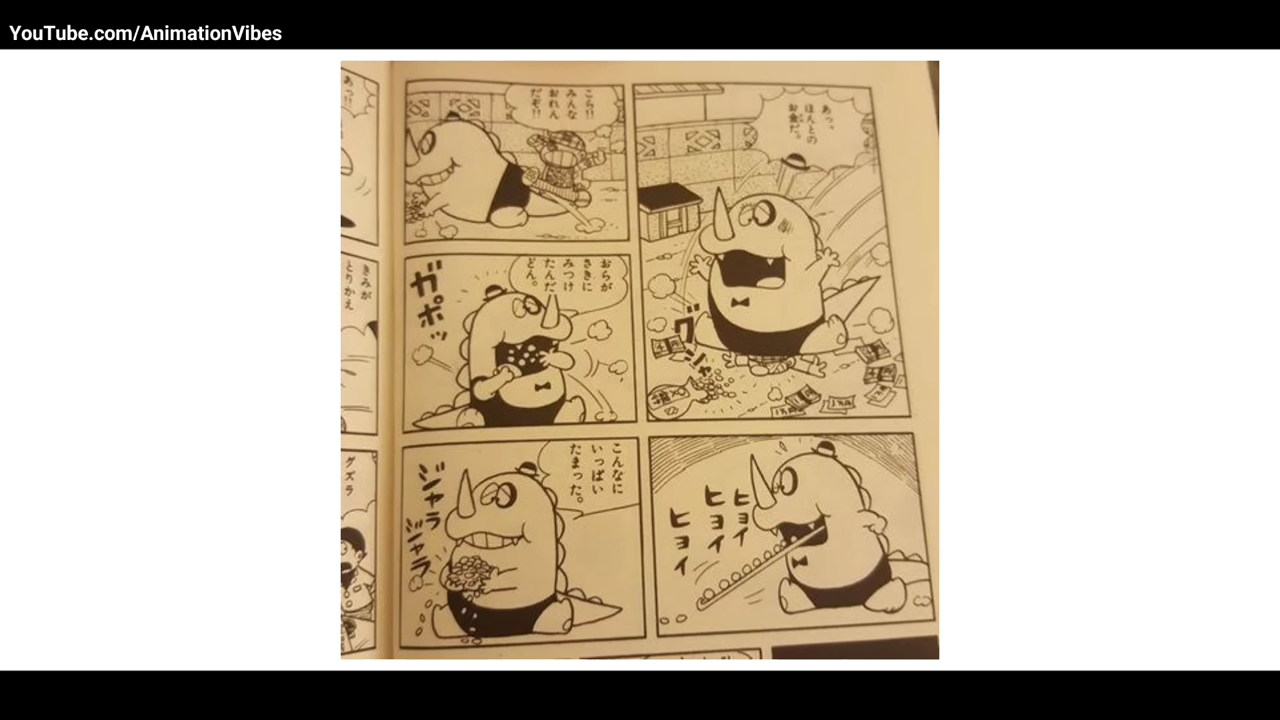 YouTube.com/AnimationVibes
あっ、
ほんとの
お金だ。
グシャ
ヒョイ
ヒョイ
ヒョイ
こら!!
みんな
おれん
だぞ!!
おらが
さきに
みつけ
たんだ
どん。
ガポッ
こんなに
いっぱい
たまった。
ジャラ
ジャラ
あっ!!
きみが
とりかえ
グズラ